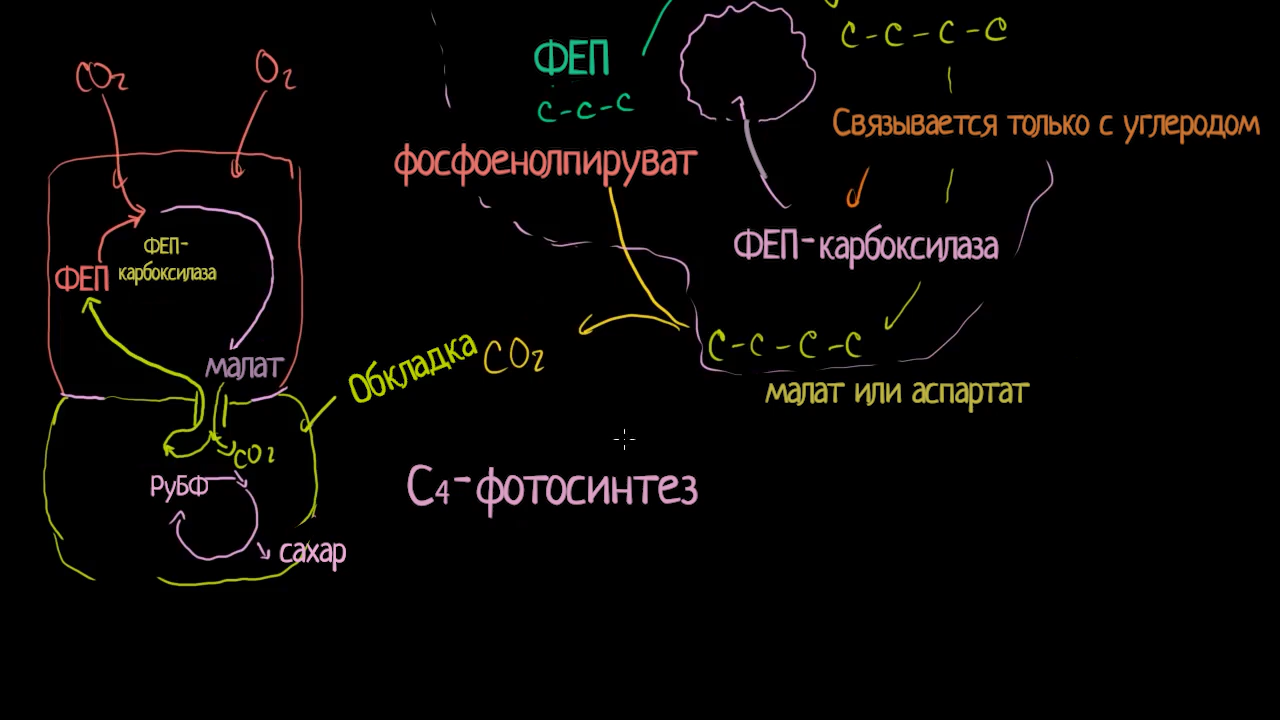 CO₂
O₂
ФЕП
C-C-C
C-C-C-C
фосфоенолпируват
Связывается только с углеродом
ФЕП-карбоксилаза
ФЕП-
карбоксилаза
ФЕП
малат
Обкладка
CO₂
C-C-C-C
малат или аспартат
CO₂
РуБФ
сахар
С₄-фотосинтез